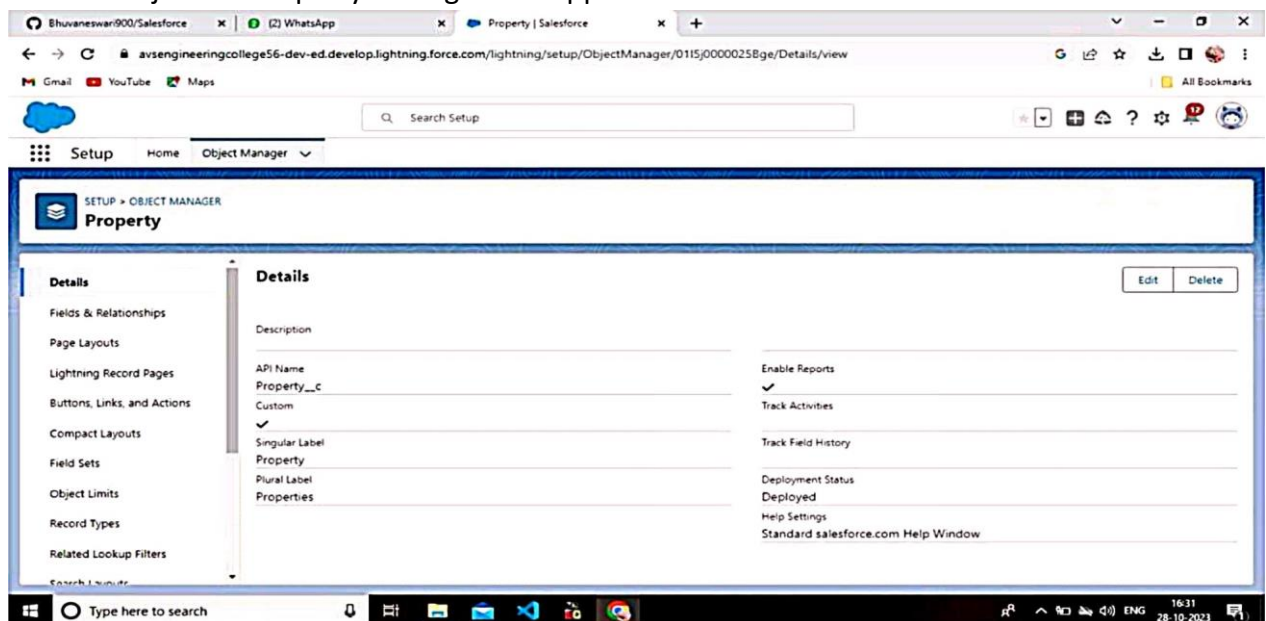 Bhuvaneswari900/Salesforce
(2) WhatsApp
Property | Salesforce
avsengineeringcollege56-dev-ed.develop.lightning.force.com/lightning/setup/ObjectManager/01I5j0000025Bge/Details/view
Gmail YouTube Maps
All Bookmarks
Search Setup
12
Setup Home Object Manager
SETUP > OBJECT MANAGER
Property
Details
Fields & Relationships
Page Layouts
Lightning Record Pages
Buttons, Links, and Actions
Compact Layouts
Field Sets
Object Limits
Record Types
Related Lookup Filters
Search Layouts
Details
Edit Delete
Description
API Name
Property__c
Custom
Singular Label
Property
Plural Label
Properties
Enable Reports
Track Activities
Track Field History
Deployment Status
Deployed
Help Settings
Standard salesforce.com Help Window
Type here to search
ENG
16:31
28-10-2023